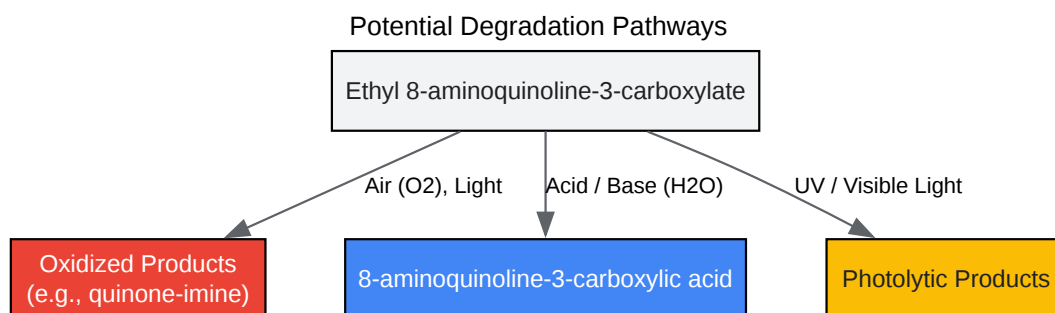 Potential Degradation Pathways
Ethyl 8-aminoquinoline-3-carboxylate
Air (O2), Light
Acid / Base (H2O)
UV / Visible Light
Oxidized Products
(e.g., quinone-imine)
8-aminoquinoline-3-carboxylic acid
Photolytic Products